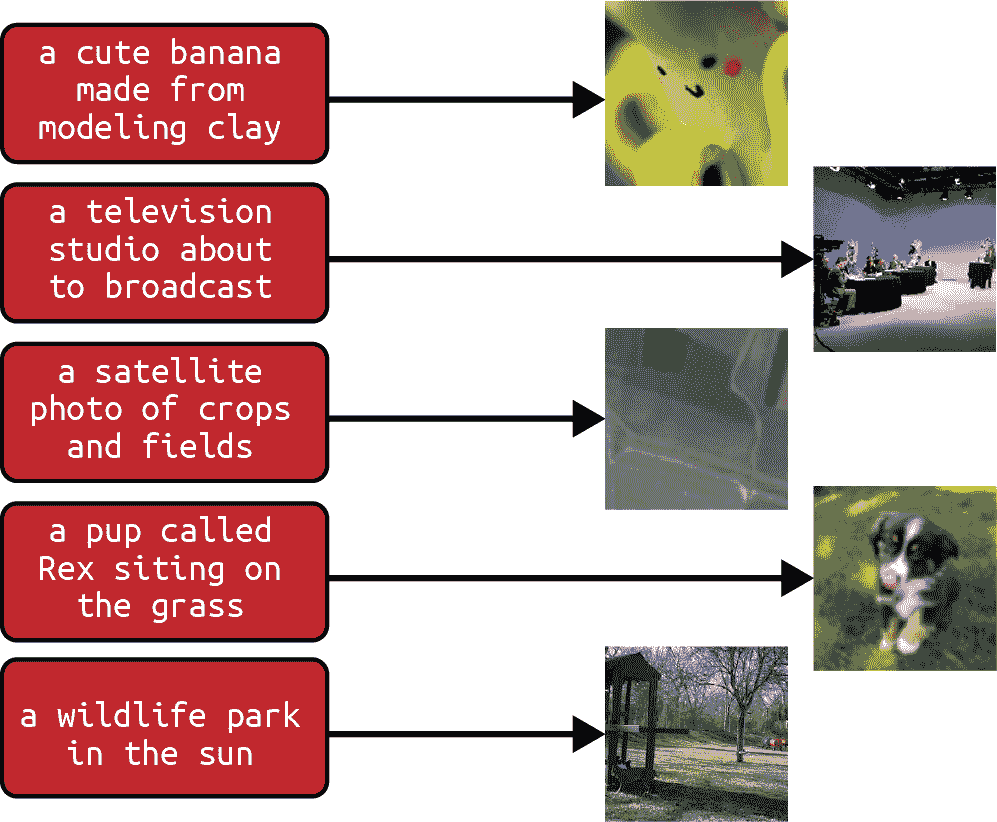 a cute banana
made from
modeling clay
a television
studio about
to broadcast
a satellite
photo of crops
and fields
a pup called
Rex siting on
the grass
a wildlife park
in the sun